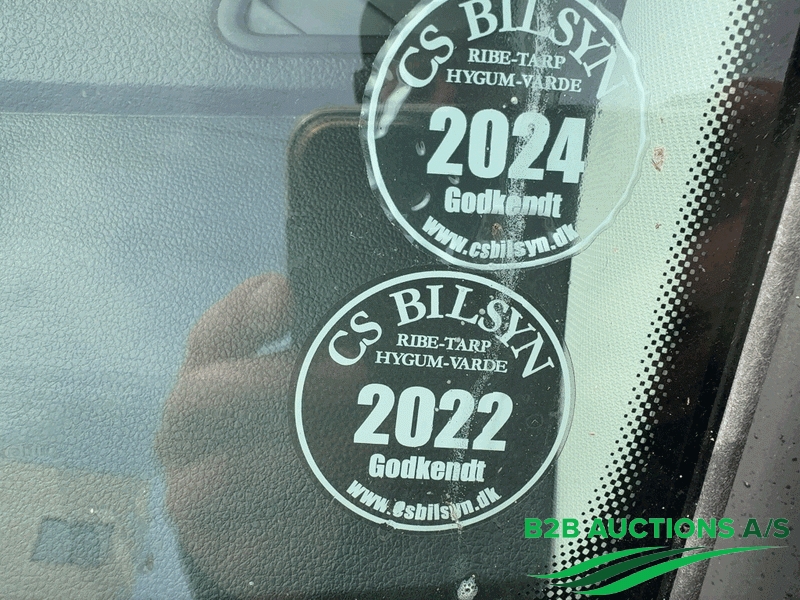 CS BILSYN
RIBE-TARP
HYGUM-VARDE
2024
Godkendt
www.csbilsyn.dk
CS BILSYN
RIBE-TARP
HYGUM-VARDE
2022
Godkendt
www.csbilsyn.dk
B2B AUCTIONS A/S